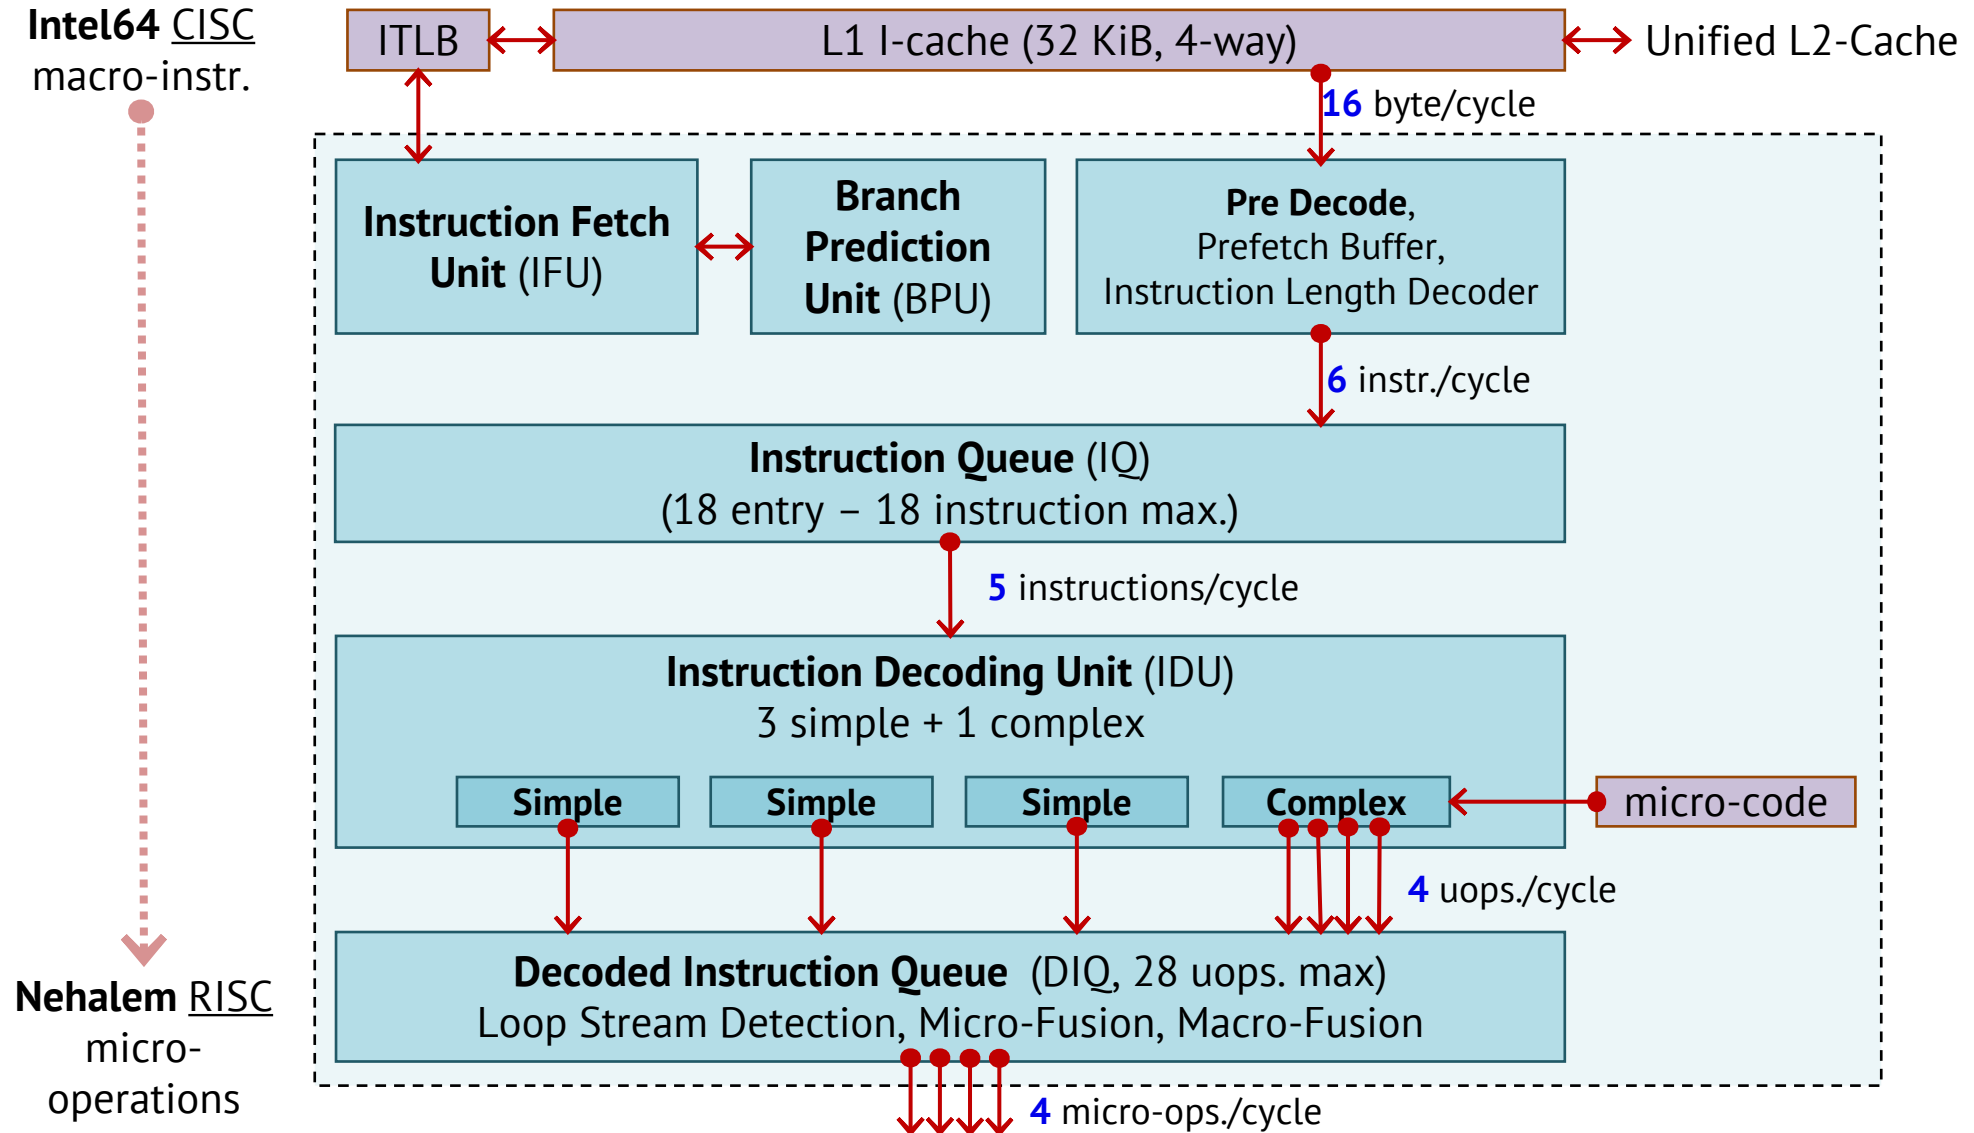 Intel64 CISC
macro-instr.
ITLB
L1 I-cache (32 KiB, 4-way)
Unified L2-Cache
16 byte/cycle
Instruction Fetch
Unit (IFU)
Branch
Prediction
Unit (BPU)
Pre Decode,
Prefetch Buffer,
Instruction Length Decoder
6 instr./cycle
Instruction Queue (IQ)
(18 entry – 18 instruction max.)
5 instructions/cycle
Instruction Decoding Unit (IDU)
3 simple + 1 complex
Simple
Simple
Simple
Complex
micro-code
4 uops./cycle
Decoded Instruction Queue (DIQ, 28 uops. max)
Loop Stream Detection, Micro-Fusion, Macro-Fusion
Nehalem RISC
micro-
operations
4 micro-ops./cycle